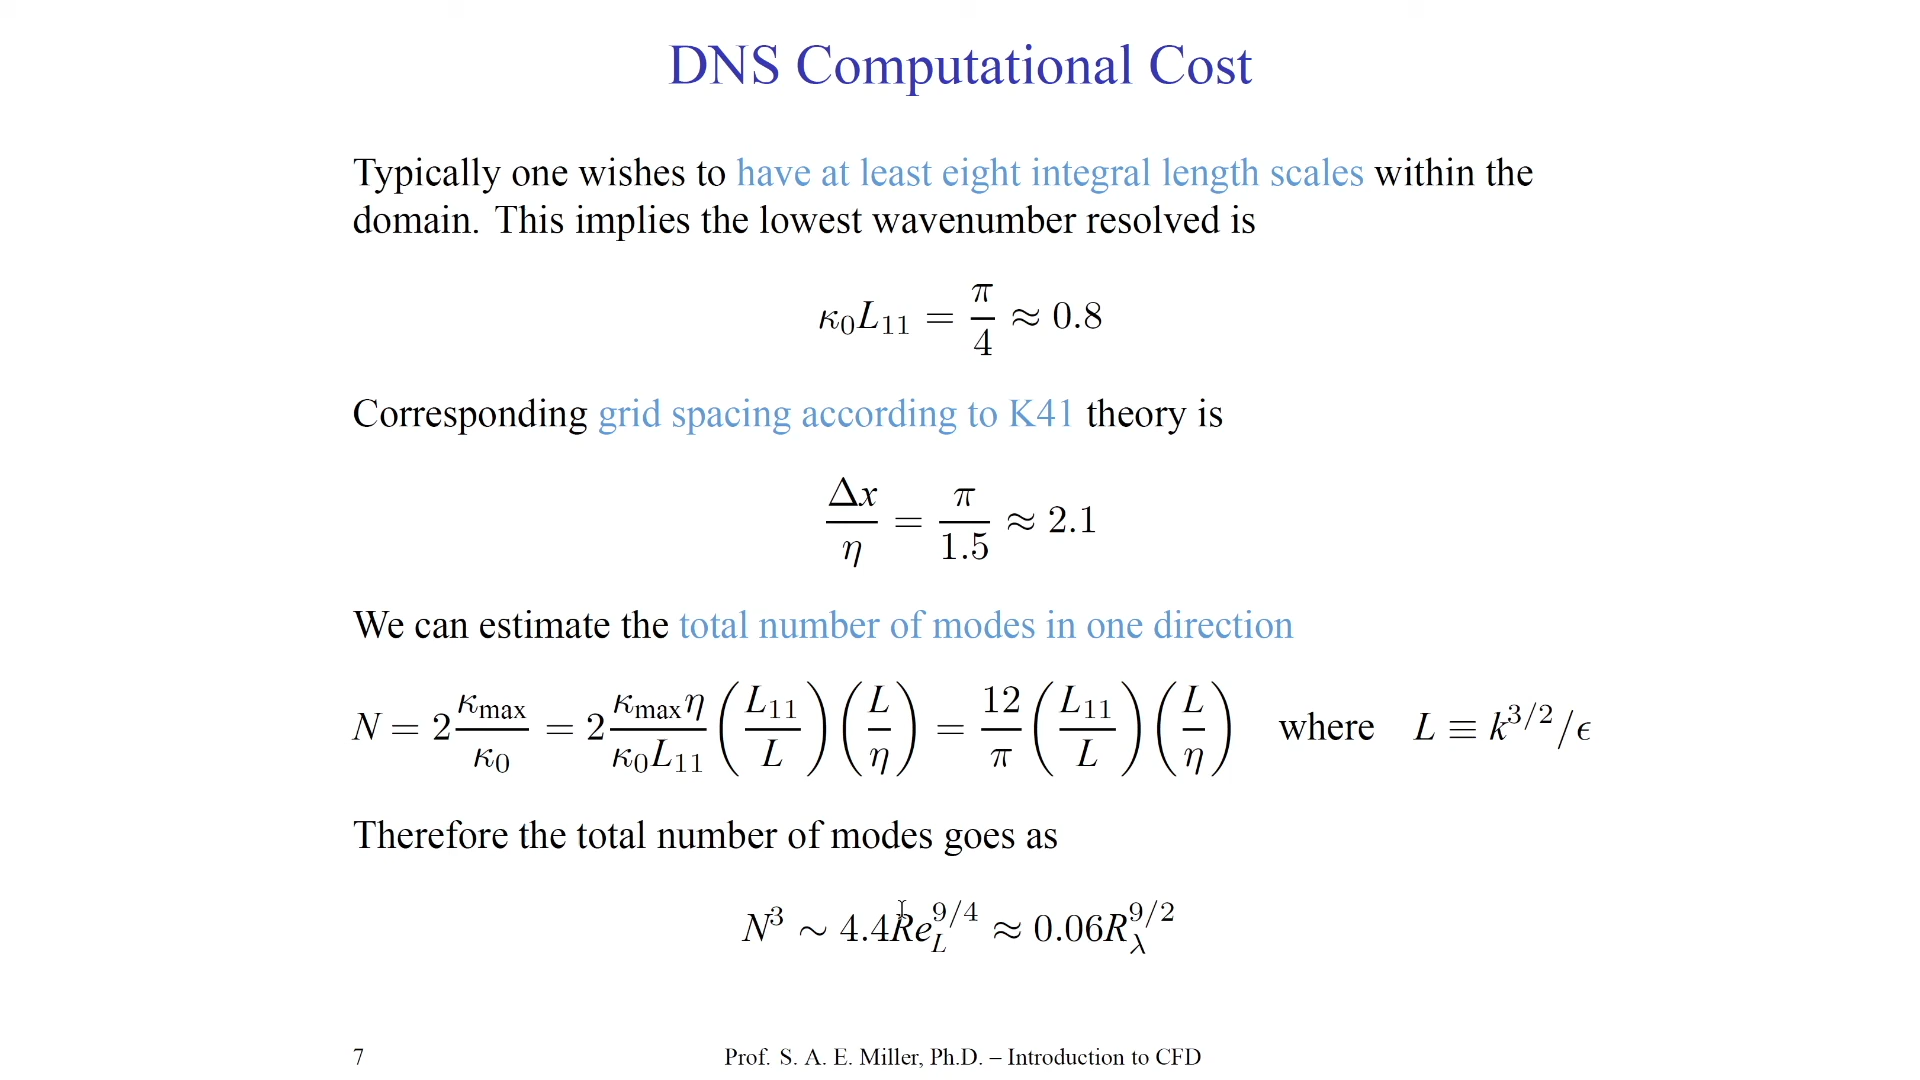 DNS Computational Cost
Typically one wishes to have at least eight integral length scales within the
domain. This implies the lowest wavenumber resolved is
κ₀L₁₁ = π/4 ≈ 0.8
Corresponding grid spacing according to K41 theory is
Δx/η = π/1.5 ≈ 2.1
We can estimate the total number of modes in one direction
N = 2 κ_max/κ₀ = 2 κ_max η/κ₀L₁₁ (L₁₁/L) (L/η) = 12/π (L₁₁/L) (L/η) where L ≡ k^{3/2}/ϵ
Therefore the total number of modes goes as
N³ ∼ 4.4Re_L^{9/4} ≈ 0.06R_λ^{9/2}
7 Prof. S. A. E. Miller, Ph.D. – Introduction to CFD